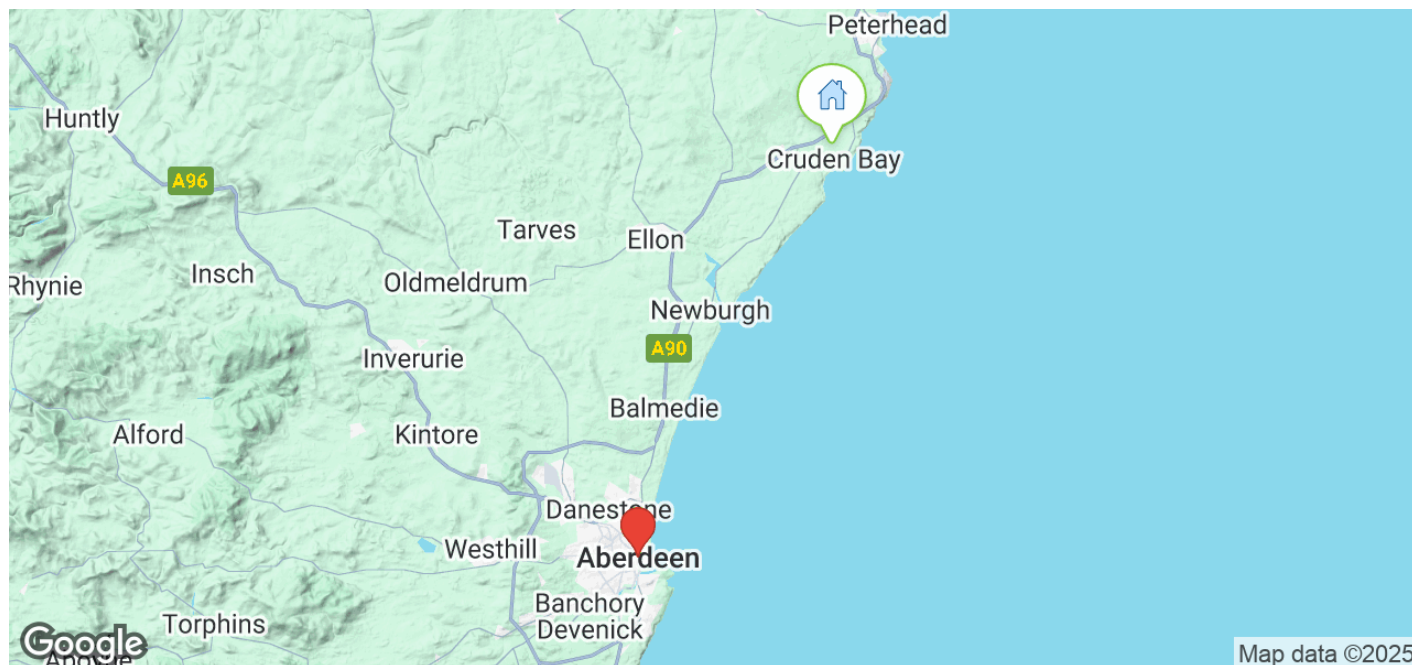 Peterhead
Huntly
Cruden Bay
A96
Tarves
Ellon
Insch
Rhynie
Oldmeldrum
Newburgh
A90
Inverurie
Balmedie
Alford
Kintore
Danestone
Westhill
Aberdeen
Banchory
Devenick
Torphins
Google
Map data ©2025